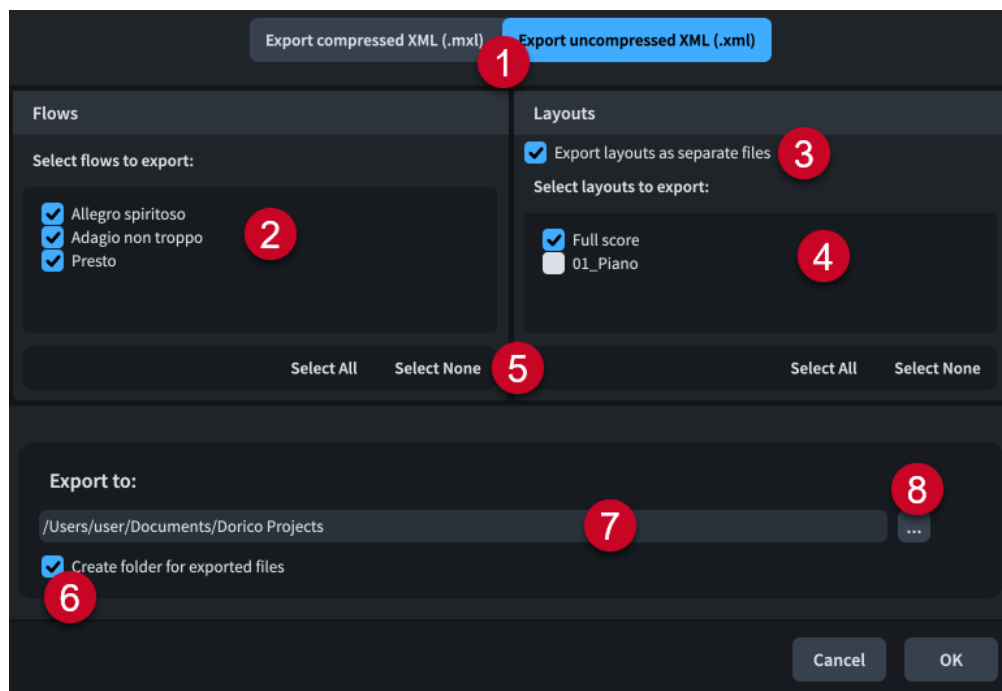 Export compressed XML (.mxl)
Export uncompressed XML (.xml)
1
Flows
Select flows to export:
Allegro spiritoso
Adagio non troppo
Presto
2
Select All
Select None
5
Layouts
Export layouts as separate files
3
Select layouts to export:
Full score
01_Piano
4
Select All
Select None
Export to:
8
/Users/user/Documents/Dorico Projects
7
...
Create folder for exported files
6
Cancel
OK